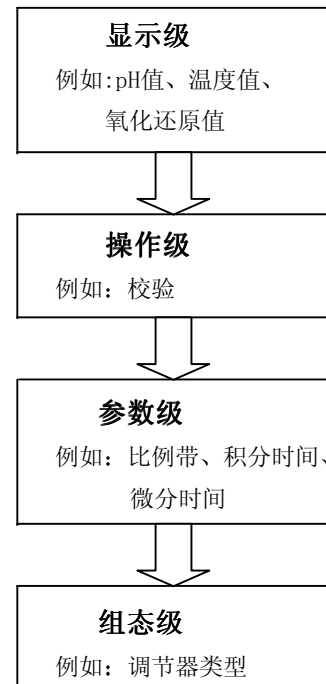 显示级
例如:pH值、温度值、
氧化还原值
操作级
例如：校验
参数级
例如：比例带、积分时间、
微分时间
组态级
例如：调节器类型